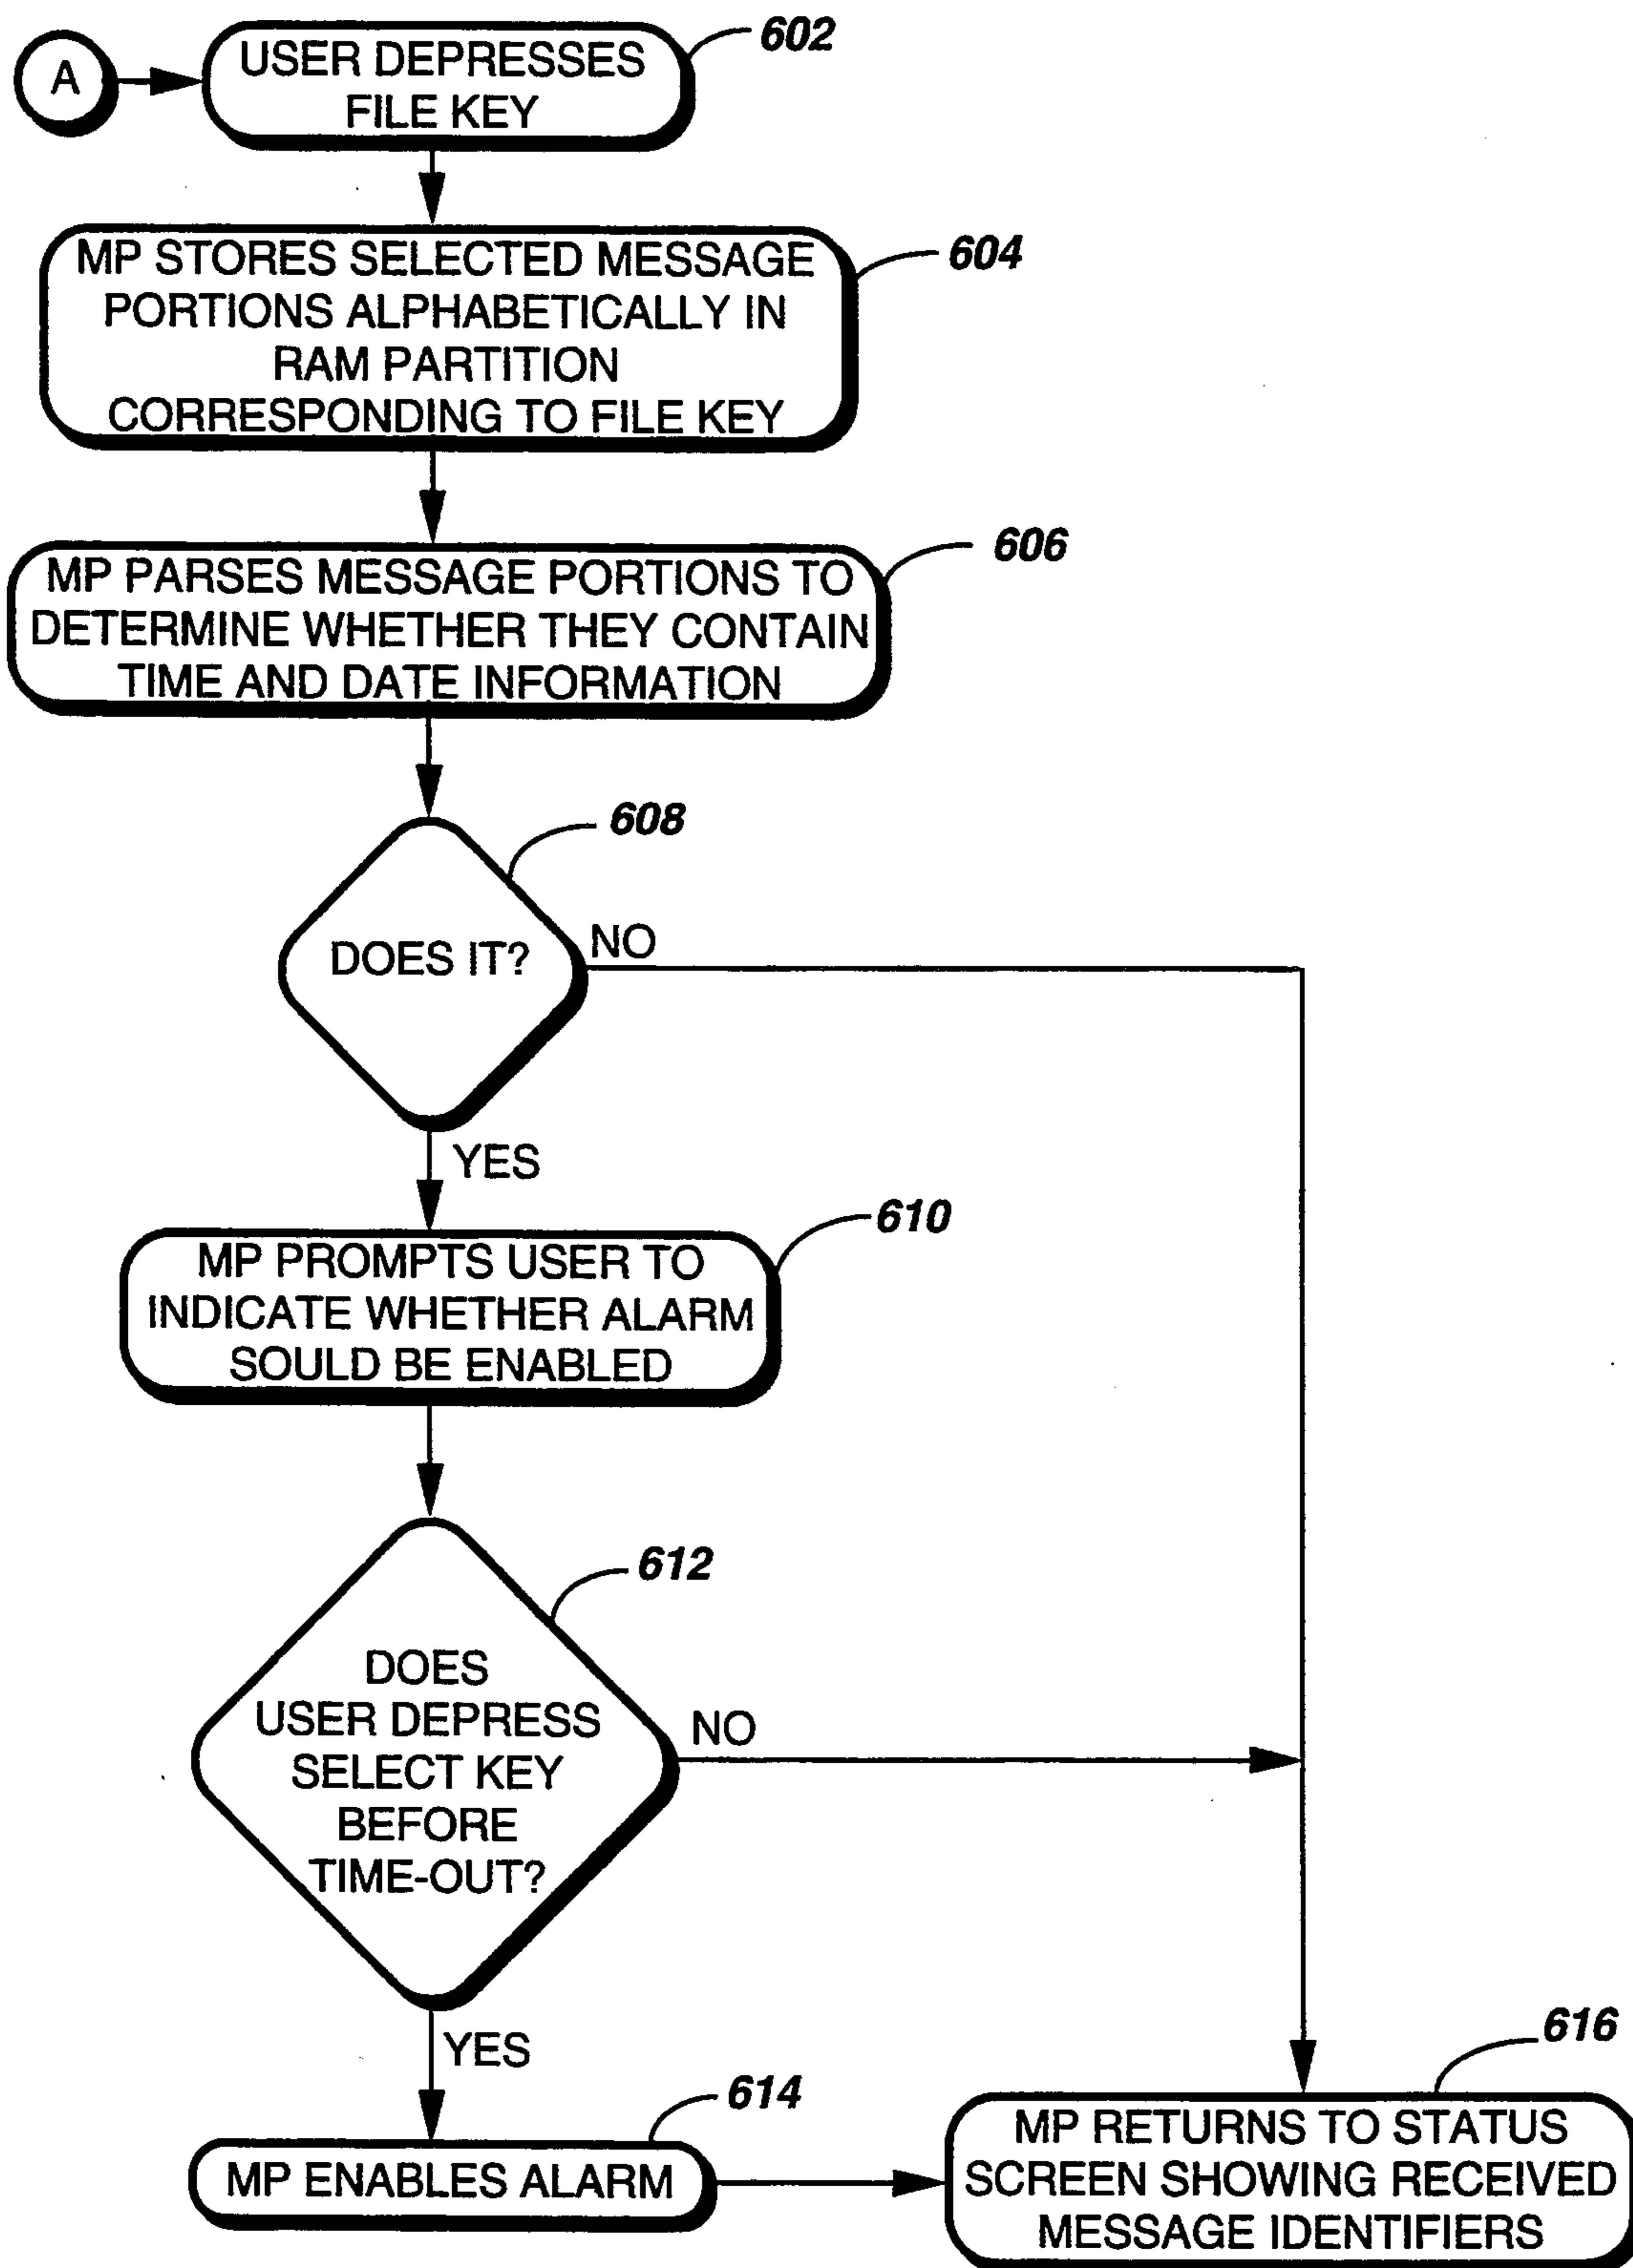 A
USER DEPRESSES
FILE KEY
602
MP STORES SELECTED MESSAGE
PORTIONS ALPHABETICALLY IN
RAM PARTITION
CORRESPONDING TO FILE KEY
604
MP PARSES MESSAGE PORTIONS TO
DETERMINE WHETHER THEY CONTAIN
TIME AND DATE INFORMATION
606
608
DOES IT?
NO
YES
610
MP PROMPTS USER TO
INDICATE WHETHER ALARM
SOULD BE ENABLED
612
DOES
USER DEPRESS
SELECT KEY
BEFORE
TIME-OUT?
NO
YES
614
MP ENABLES ALARM
616
MP RETURNS TO STATUS
SCREEN SHOWING RECEIVED
MESSAGE IDENTIFIERS